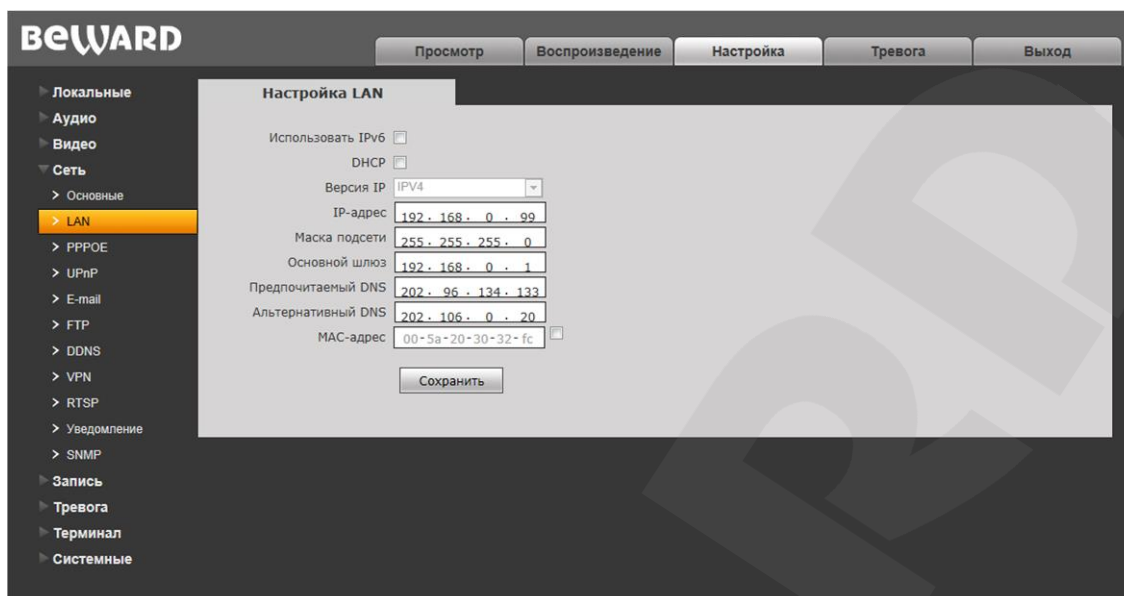 BEWARD
Просмотр
Воспроизведение
Настройка
Тревога
Выход
Локальные
Аудио
Видео
Сеть
> Основные
> LAN
> PPPOE
> UPnP
> E-mail
> FTP
> DDNS
> VPN
> RTSP
> Уведомление
> SNMP
Запись
Тревога
Терминал
Системные
Настройка LAN
Использовать IPv6
DHCP
Версия IP IPV4
IP-адрес 192. 168. 0 . 99
Маска подсети 255. 255. 255. 0
Основной шлюз 192. 168. 0 . 1
Предпочитаемый DNS 202. 96 . 134. 133
Альтернативный DNS 202. 106. 0 . 20
MAC-адрес 00-5a-20-30-32-fc
Сохранить